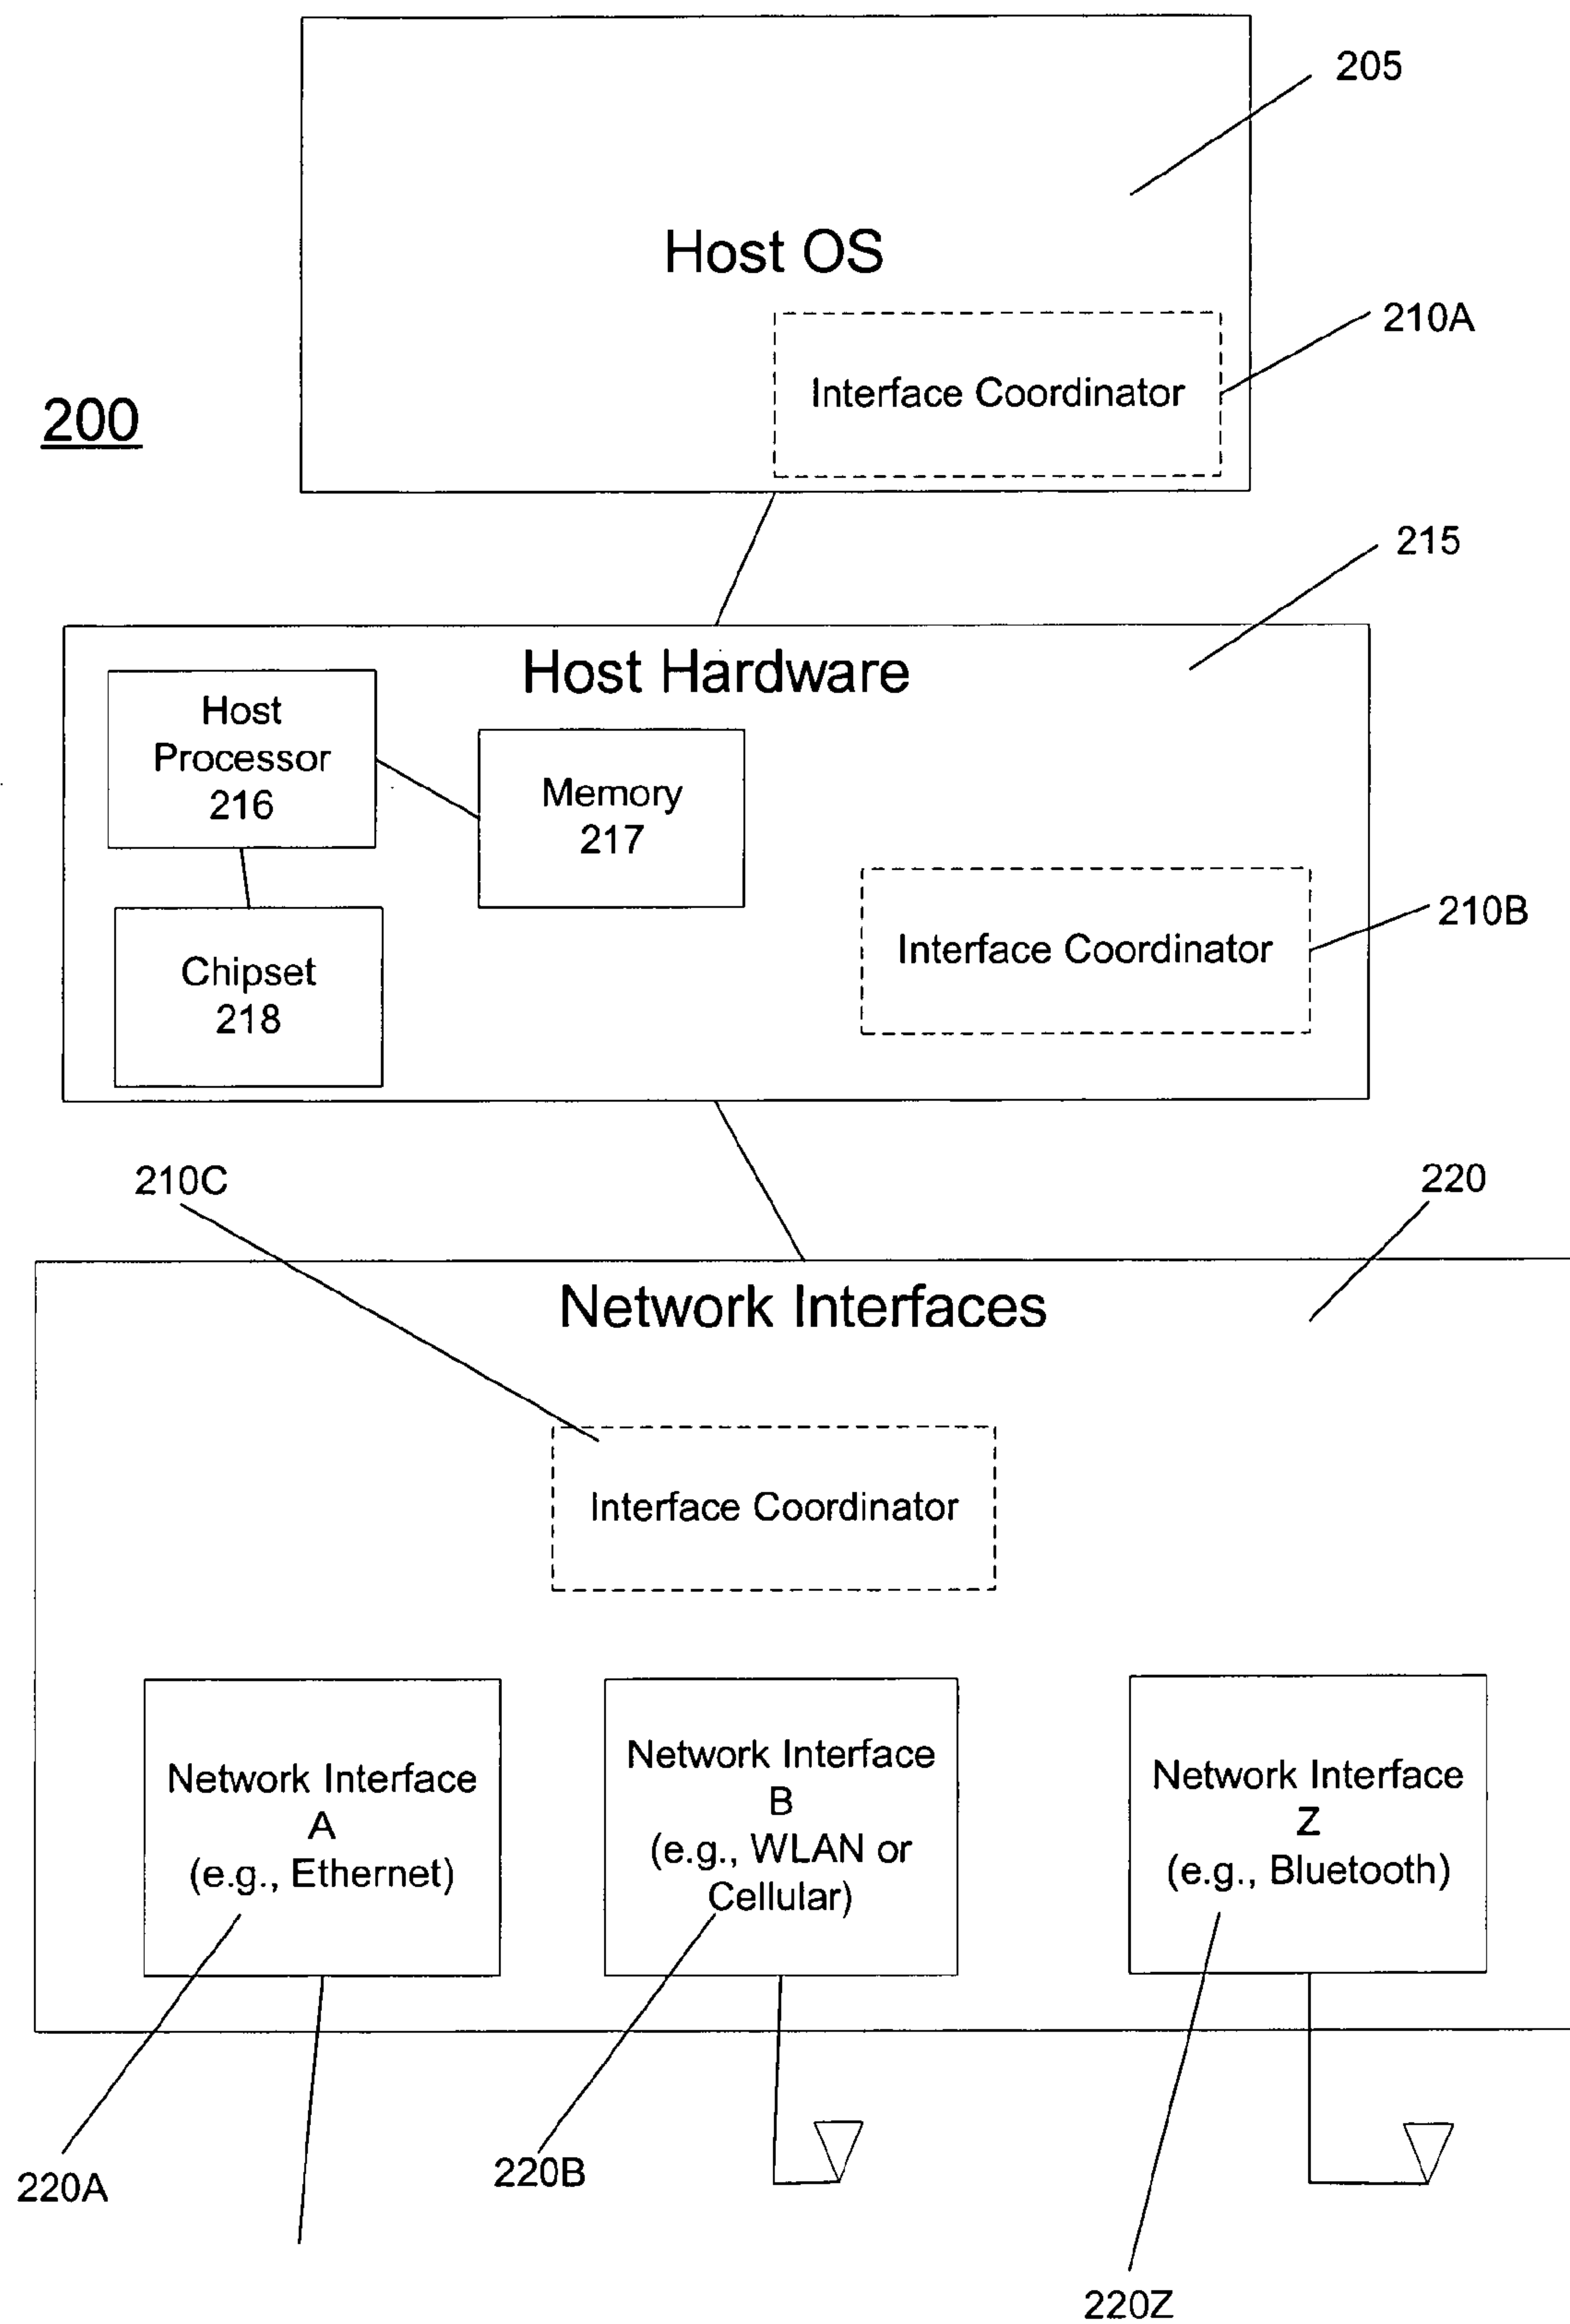 205
Host OS
210A
Interface Coordinator
200
215
Host Hardware
Host
Processor
216
Memory
217
210B
Interface Coordinator
Chipset
218
210C
220
Network Interfaces
Interface Coordinator
Network Interface
A
(e.g., Ethernet)
Network Interface
B
(e.g., WLAN or
Cellular)
Network Interface
Z
(e.g., Bluetooth)
220A
220B
220Z